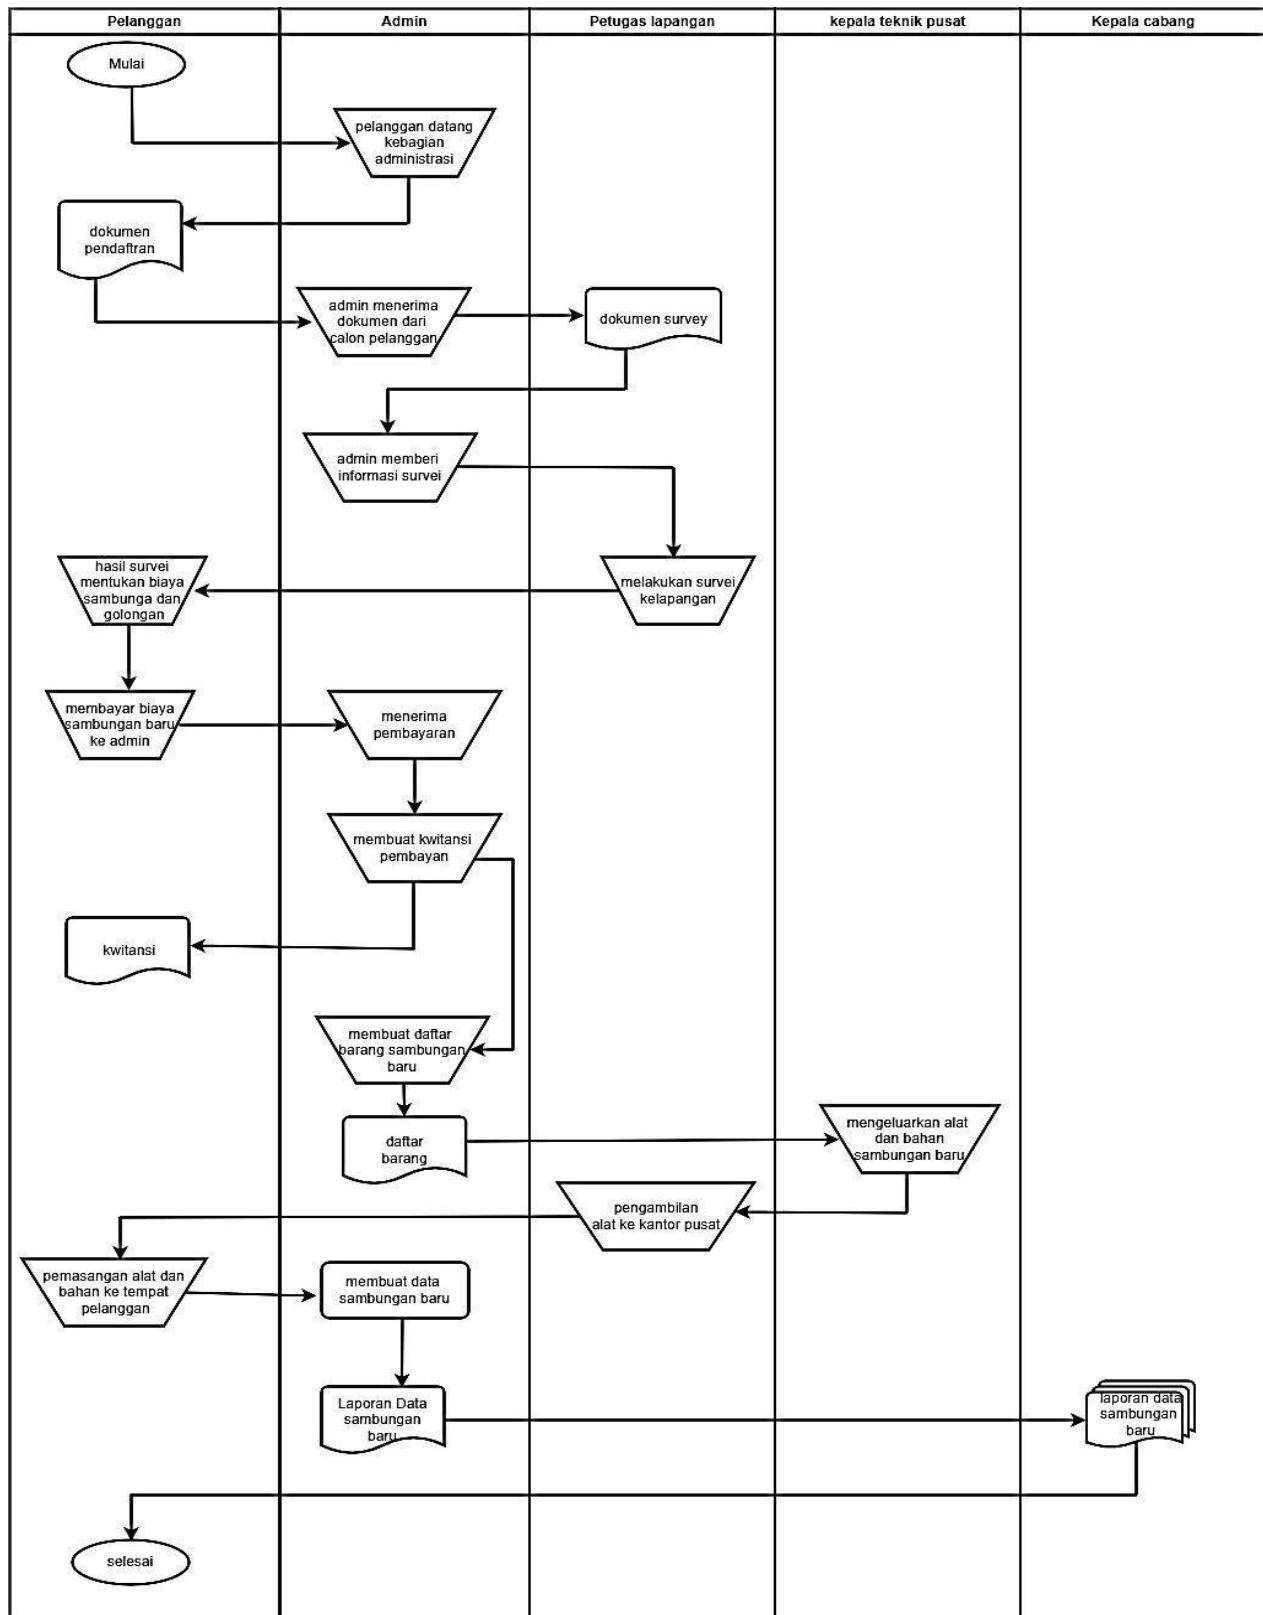 Pelanggan
Admin
Petugas lapangan
kepala teknik pusat
Kepala cabang
Mulai
pelanggan datang
kebagian
administrasi
dokumen
pendaftran
admin menerima
dokumen dari
calon pelanggan
dokumen survey
admin memberi
informasi survei
hasil survei
mentukan biaya
sambunga dan
golongan
melakukan survei
kelapangan
membayar biaya
sambungan baru
ke admin
menerima
pembayaran
membuat kwitansi
pembayan
kwitansi
membuat daftar
barang sambungan
baru
daftar
barang
mengeluarkan alat
dan bahan
sambungan baru
pengambilan
alat ke kantor pusat
pemasangan alat dan
bahan ke tempat
pelanggan
membuat data
sambungan baru
Laporan Data
sambungan
baru
laporan data
sambungan
baru
selesai